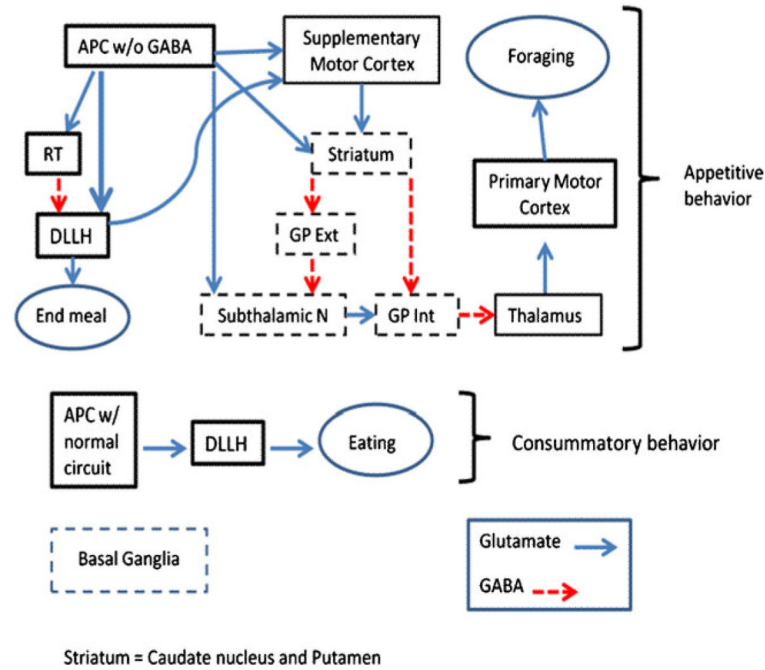 APC w/o GABA
Supplementary
Motor Cortex
Foraging
RT
Striatum
Primary Motor
Cortex
Appetitive
behavior
DLLH
GP Ext
End meal
Subthalamic N
GP Int
Thalamus
APC w/
normal
circuit
DLLH
Eating
Consummatory behavior
Basal Ganglia
Glutamate
GABA
Striatum = Caudate nucleus and Putamen